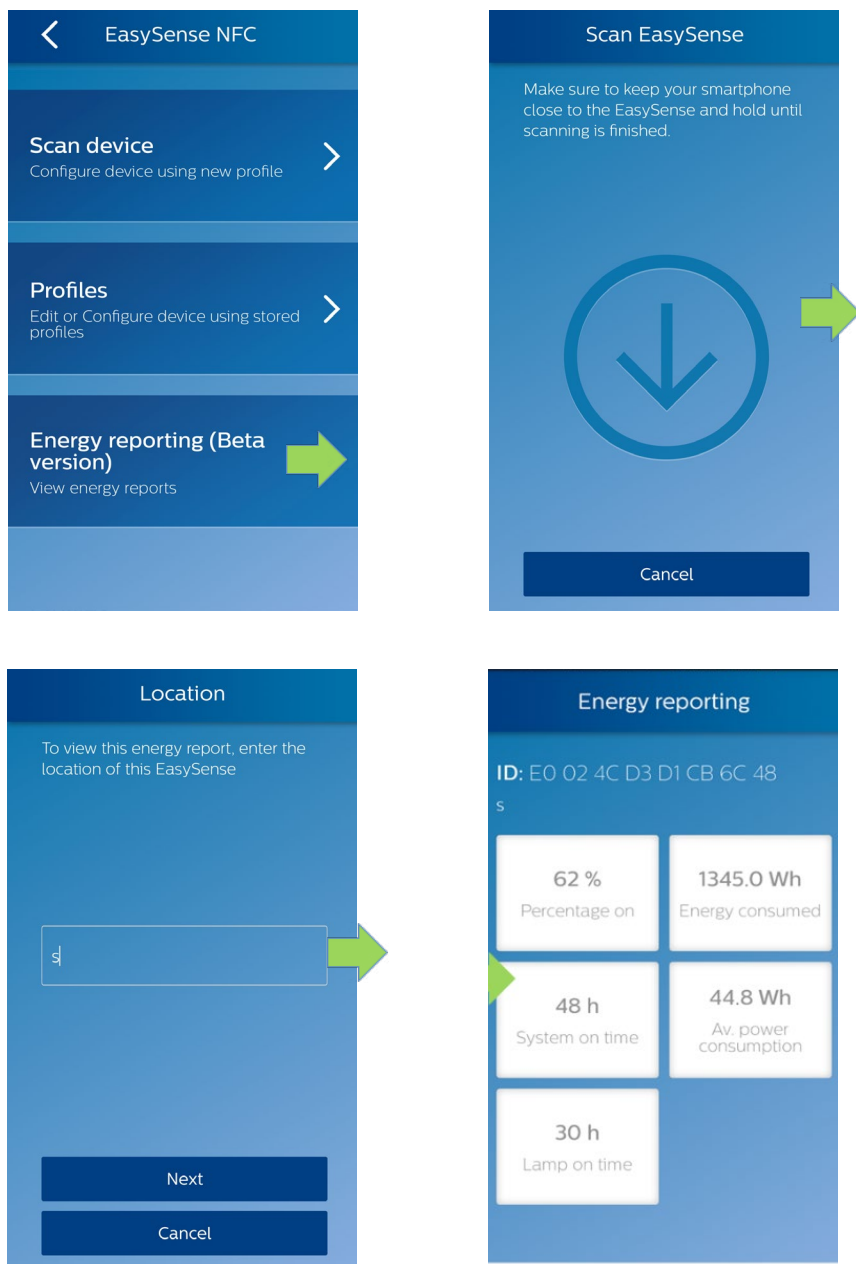 EasySense NFC
Scan device
Configure device using new profile
Profiles
Edit or Configure device using stored
profiles
Energy reporting (Beta
version)
View energy reports
Scan EasySense
Make sure to keep your smartphone
close to the EasySense and hold until
scanning is finished.
Cancel
Location
To view this energy report, enter the
location of this EasySense
s
Next
Cancel
Energy reporting
ID: E0 02 4C D3 D1 CB 6C 48
s
62 %
Percentage on
1345.0 Wh
Energy consumed
48 h
System on time
44.8 Wh
Av. power
consumption
30 h
Lamp on time